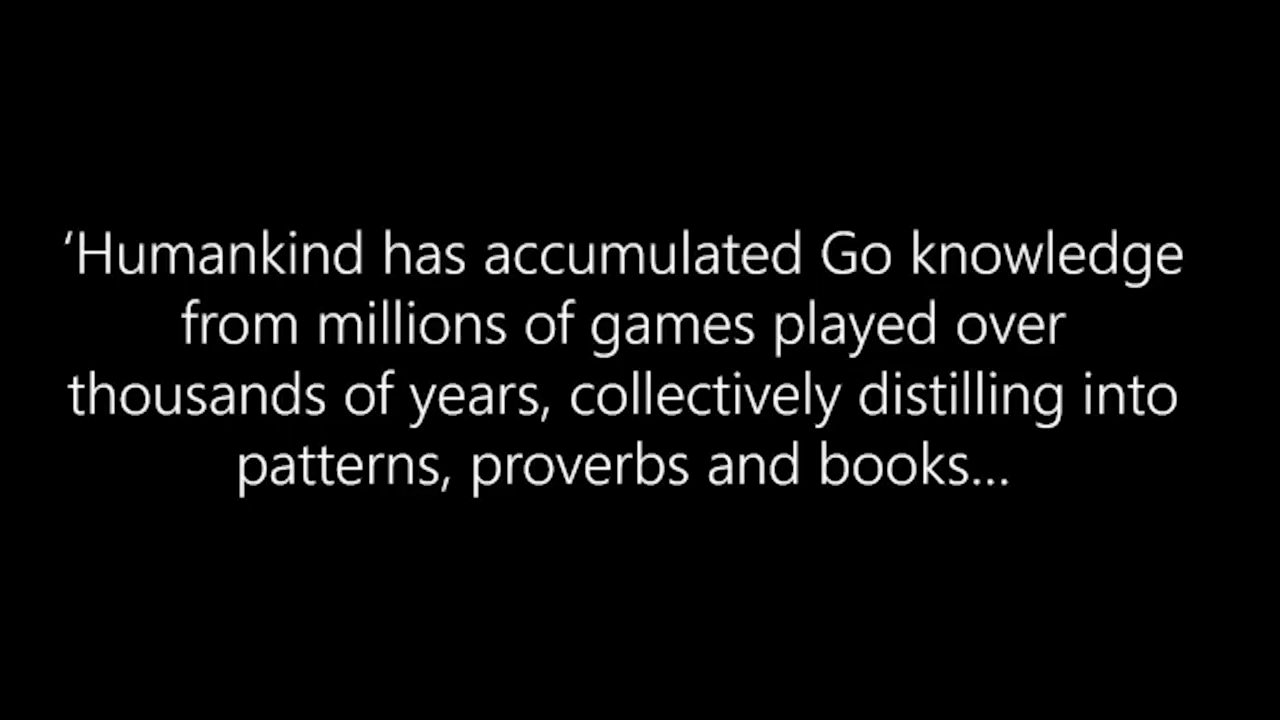 ‘Humankind has accumulated Go knowledge
from millions of games played over
thousands of years, collectively distilling into
patterns, proverbs and books...